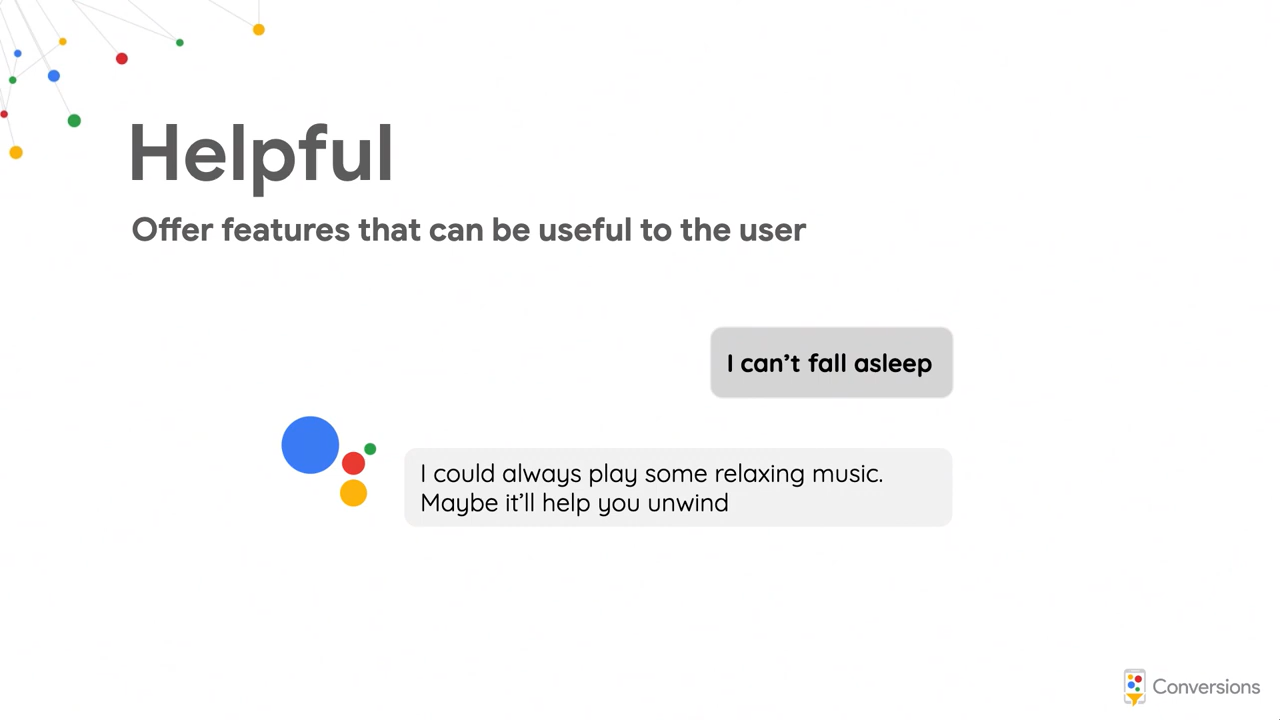 Helpful
Offer features that can be useful to the user
I can’t fall asleep
I could always play some relaxing music.
Maybe it’ll help you unwind
Conversions